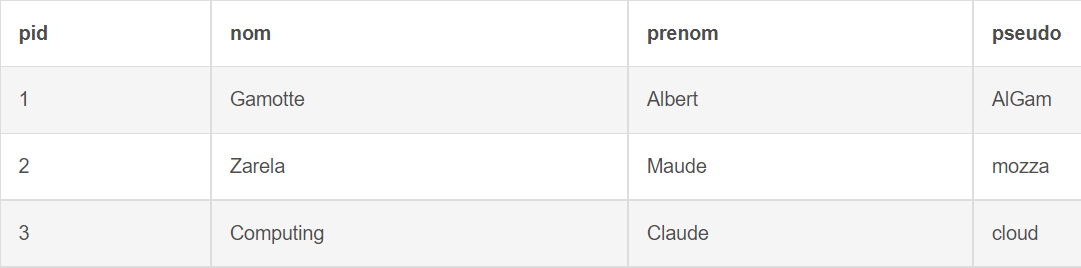 pid nom prenom pseudo
1 Gamotte Albert AlGam
2 Zarela Maude mozza
3 Computing Claude cloud